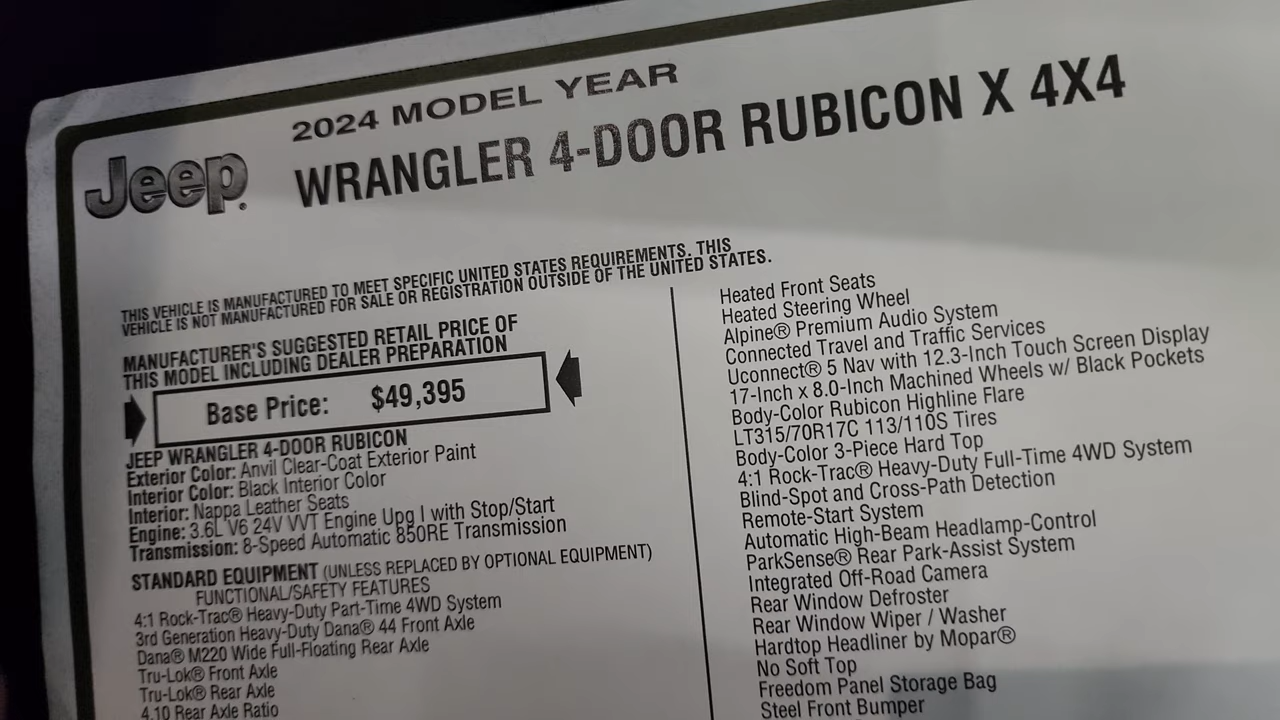 2024 MODEL YEAR
Jeep.
WRANGLER 4-DOOR RUBICON X 4X4
THIS VEHICLE IS MANUFACTURED TO MEET SPECIFIC UNITED STATES REQUIREMENTS. THIS
VEHICLE IS NOT MANUFACTURED FOR SALE OR REGISTRATION OUTSIDE OF THE UNITED STATES.
MANUFACTURER'S SUGGESTED RETAIL PRICE OF
THIS MODEL INCLUDING DEALER PREPARATION
Base Price: $49,395
JEEP WRANGLER 4-DOOR RUBICON
Exterior Color: Anvil Clear-Coat Exterior Paint
Interior Color: Black Interior Color
Interior: Nappa Leather Seats
Engine: 3.6L V6 24V VVT Engine Upg I with Stop/Start
Transmission: 8-Speed Automatic 850RE Transmission
STANDARD EQUIPMENT (UNLESS REPLACED BY OPTIONAL EQUIPMENT)
FUNCTIONAL/SAFETY FEATURES
4:1 Rock-Trac® Heavy-Duty Part-Time 4WD System
3rd Generation Heavy-Duty Dana® 44 Front Axle
Dana® M220 Wide Full-Floating Rear Axle
Tru-Lok® Front Axle
Tru-Lok® Rear Axle
4.10 Rear Axle Ratio
Heated Front Seats
Heated Steering Wheel
Alpine® Premium Audio System
Connected Travel and Traffic Services
Uconnect® 5 Nav with 12.3-Inch Touch Screen Display
17-Inch x 8.0-Inch Machined Wheels w/ Black Pockets
Body-Color Rubicon Highline Flare
LT315/70R17C 113/110S Tires
Body-Color 3-Piece Hard Top
4:1 Rock-Trac® Heavy-Duty Full-Time 4WD System
Blind-Spot and Cross-Path Detection
Remote-Start System
Automatic High-Beam Headlamp-Control
ParkSense® Rear Park-Assist System
Integrated Off-Road Camera
Rear Window Defroster
Rear Window Wiper / Washer
Hardtop Headliner by Mopar®
No Soft Top
Freedom Panel Storage Bag
Steel Front Bumper